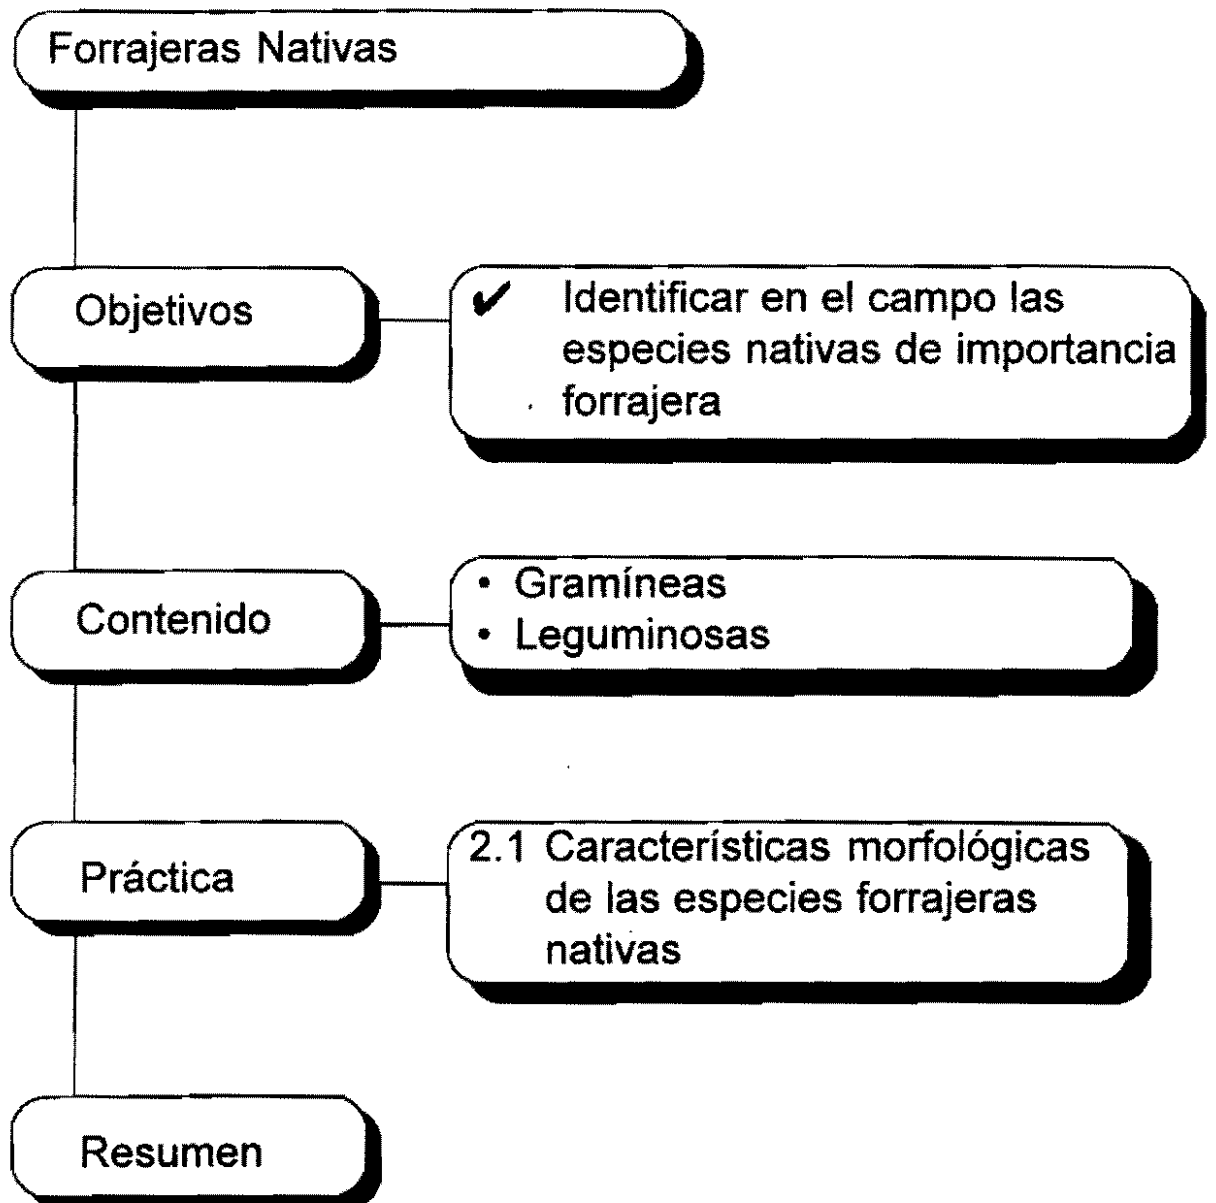 Forrajeras Nativas
Objetivos
✔ Identificar en el campo las
especies nativas de importancia
forrajera
Contenido
• Gramíneas
• Leguminosas
Práctica
2.1 Características morfológicas
de las especies forrajeras
nativas
Resumen